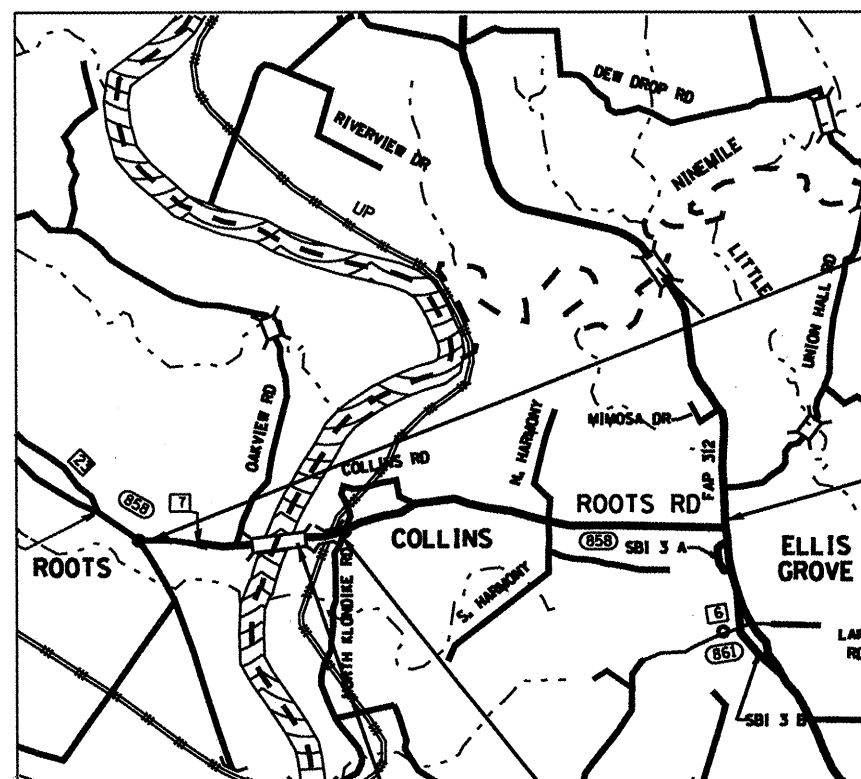 DEW DROP RD
RIVERVIEW DR
NINEMILE
UP
LITTLE
UNION HALL RD
OAKVIEW RD
N. HARMONY
MIMOSA DR
FAP 312
23
858
7
COLLINS RD
ROOTS RD
COLLINS
858
SBI 3 A
ELLIS
GROVE
ROOTS
NORTH KLONDIKE RD
S. HARMONY
6
861
SBI 3 B